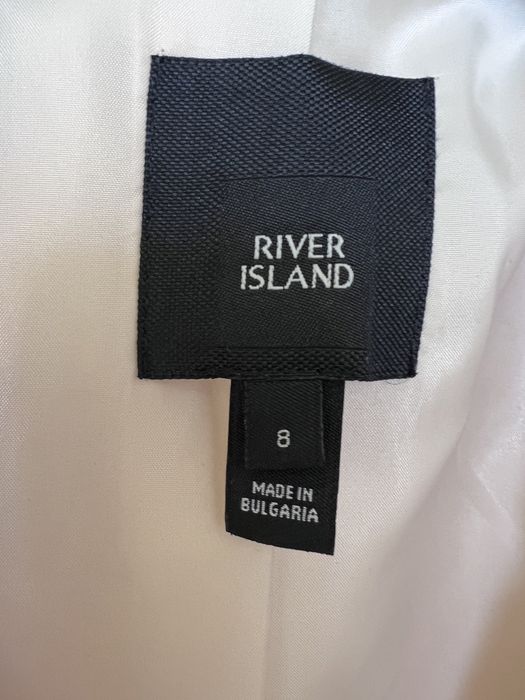 RIVER
ISLAND
8
MADE IN
BULGARIA